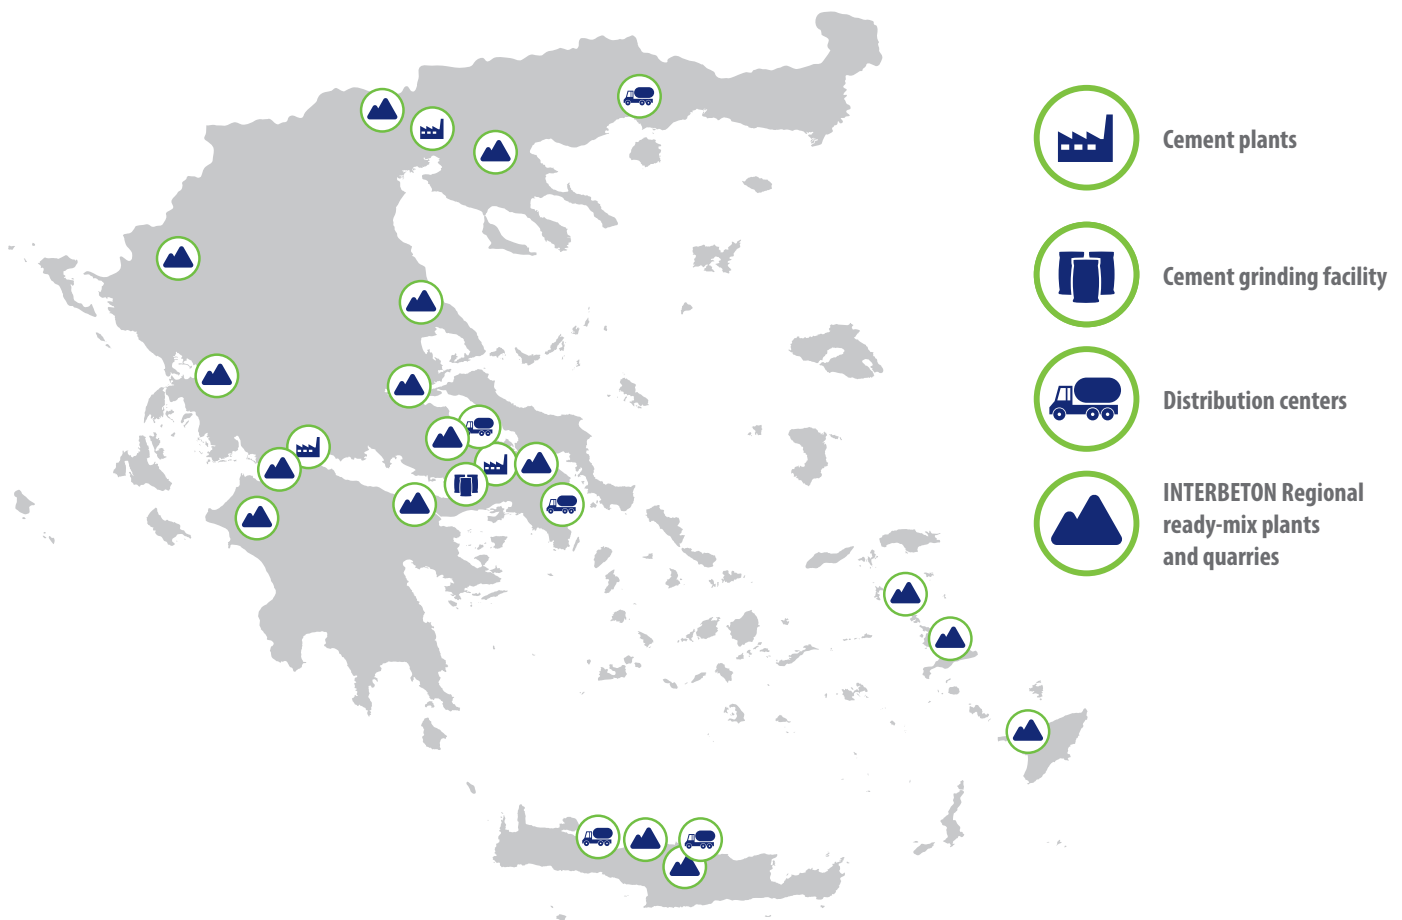 Cement plants
Cement grinding facility
Distribution centers
INTERBETON Regional
ready-mix plants
and quarries